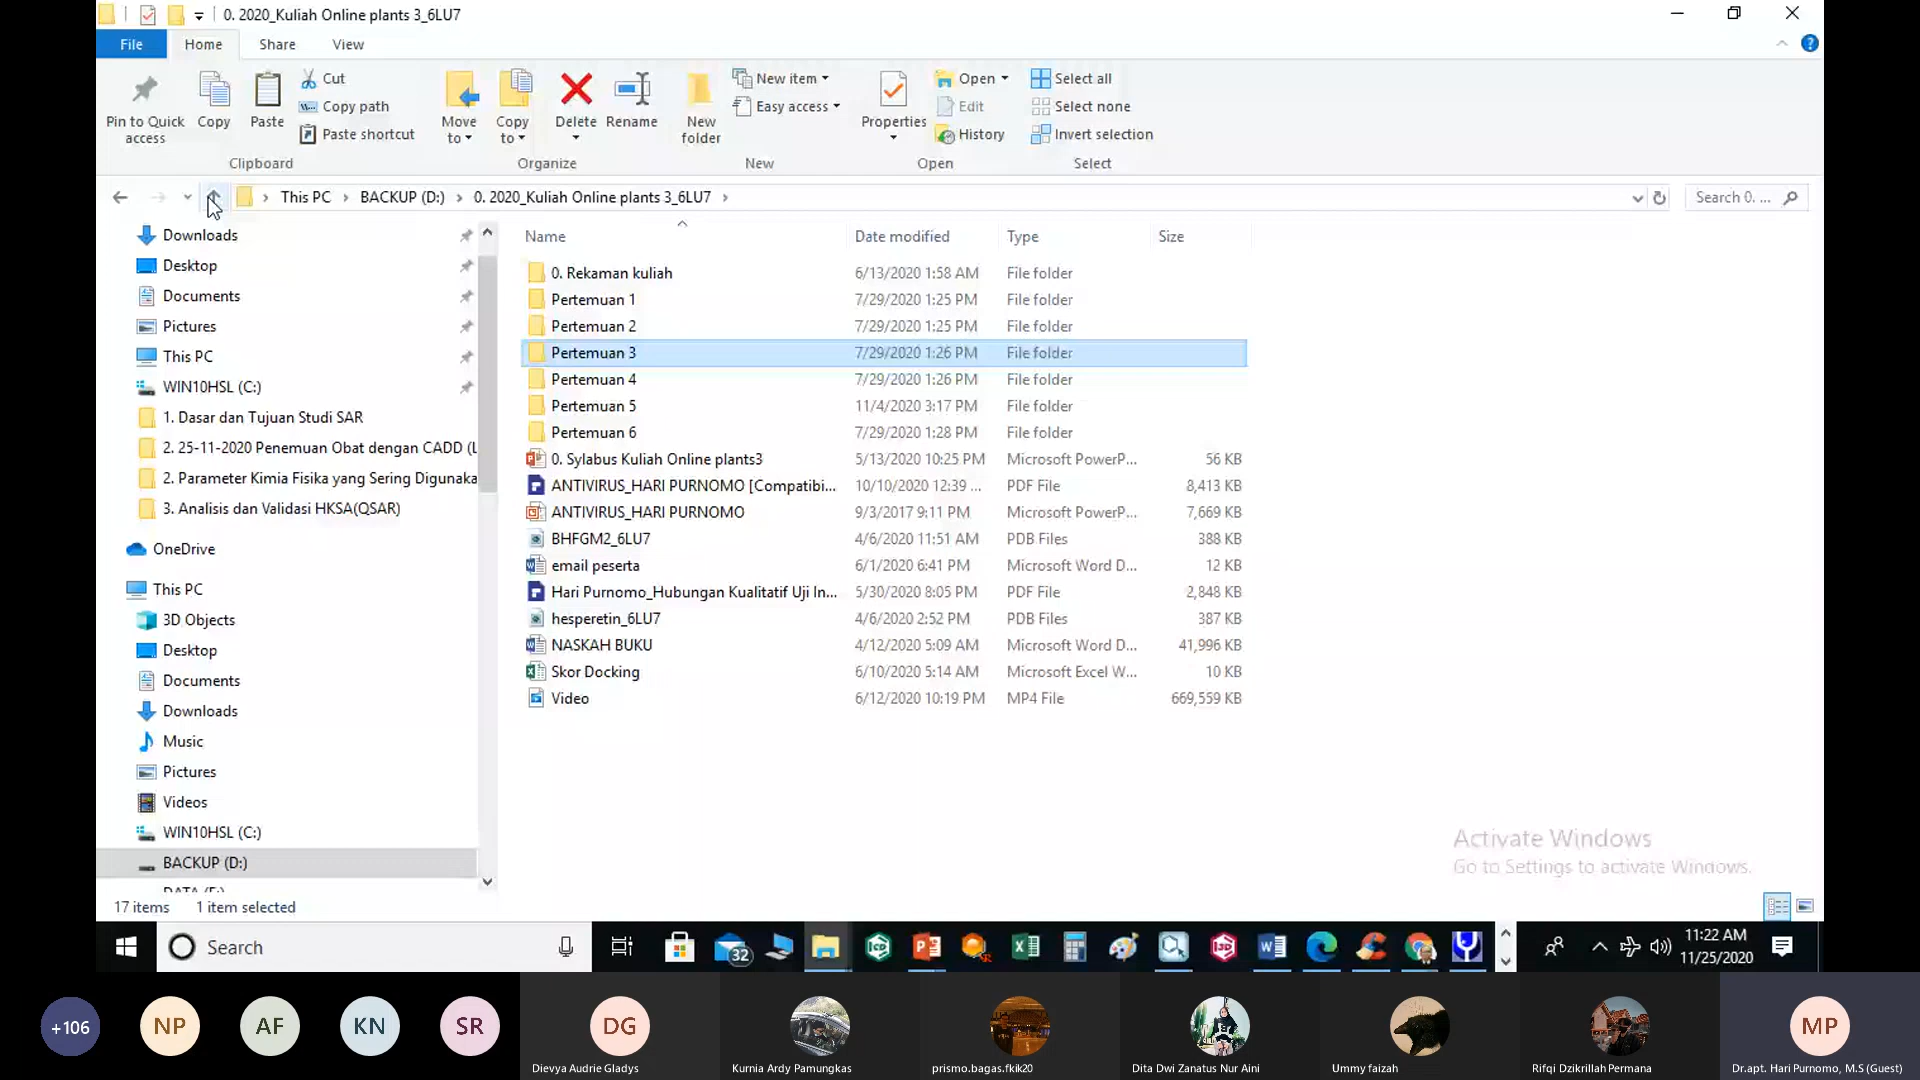 0. 2020_Kuliah Online plants 3_6LU7
File Home Share View
Pin to Quick access
Copy
Paste
Cut
Copy path
Paste shortcut
Clipboard
Move to
Copy to
Delete
Rename
Organize
New folder
New item
Easy access
New
Properties
Open
Edit
History
Open
Select all
Select none
Invert selection
Select
This PC BACKUP (D:) 0. 2020_Kuliah Online plants 3_6LU7
Search 0. ...
Downloads
Desktop
Documents
Pictures
This PC
WIN10HSL (C:)
1. Dasar dan Tujuan Studi SAR
2. 25-11-2020 Penemuan Obat dengan CADD (L
2. Parameter Kimia Fisika yang Sering Digunaka
3. Analisis dan Validasi HKSA(QSAR)
OneDrive
This PC
3D Objects
Desktop
Documents
Downloads
Music
Pictures
Videos
WIN10HSL (C:)
BACKUP (D:)
Name Date modified Type Size
0. Rekaman kuliah 6/13/2020 1:58 AM File folder
Pertemuan 1 7/29/2020 1:25 PM File folder
Pertemuan 2 7/29/2020 1:25 PM File folder
Pertemuan 3 7/29/2020 1:26 PM File folder
Pertemuan 4 7/29/2020 1:26 PM File folder
Pertemuan 5 11/4/2020 3:17 PM File folder
Pertemuan 6 7/29/2020 1:28 PM File folder
0. Sylabus Kuliah Online plants3 5/13/2020 10:25 PM Microsoft PowerP... 56 KB
ANTIVIRUS_HARI PURNOMO [Compatibi... 10/10/2020 12:39 ... PDF File 8,413 KB
ANTIVIRUS_HARI PURNOMO 9/3/2017 9:11 PM Microsoft PowerP... 7,669 KB
BHFGM2_6LU7 4/6/2020 11:51 AM PDB Files 388 KB
email peserta 6/1/2020 6:41 PM Microsoft Word D... 12 KB
Hari Purnomo_Hubungan Kualitatif Uji In... 5/30/2020 8:05 PM PDF File 2,848 KB
hesperetin_6LU7 4/6/2020 2:52 PM PDB Files 387 KB
NASKAH BUKU 4/12/2020 5:09 AM Microsoft Word D... 41,996 KB
Skor Docking 6/10/2020 5:14 AM Microsoft Excel W... 10 KB
Video 6/12/2020 10:19 PM MP4 File 669,559 KB
Activate Windows
Go to Settings to activate Windows.
17 items 1 item selected
Search
32
11:22 AM
11/25/2020
+106 NP AF KN SR DG MP
Dievya Audrie Gladys
Kurnia Ardy Pamungkas
prismo.bagas.fkik20
Dita Dwi Zanatus Nur Aini
Ummy faizah
Rifqi Dzikrillah Permana
Dr.apt. Hari Purnomo, M.S (Guest)